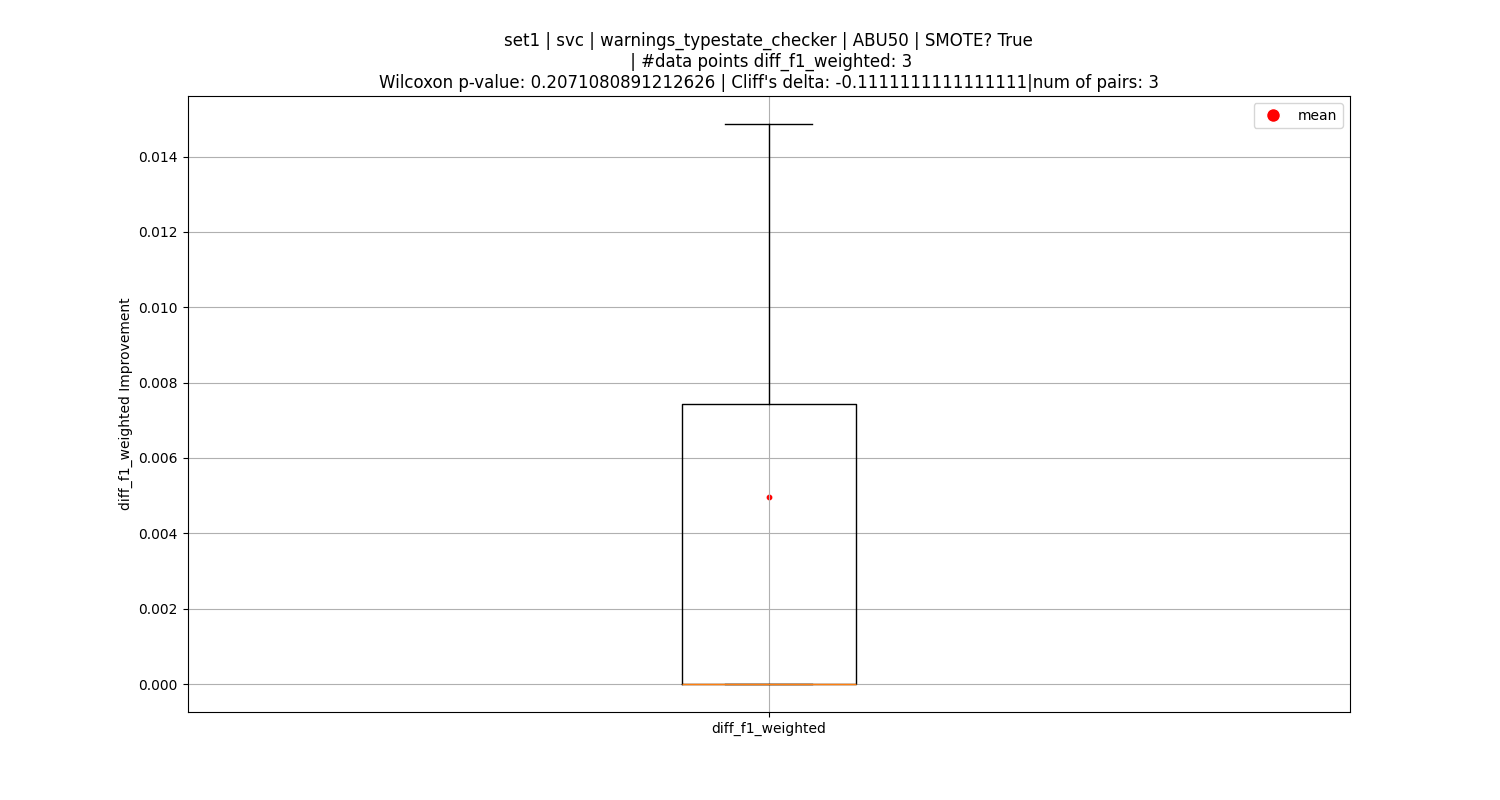 set1 | svc | warnings_typestate_checker | ABU50 | SMOTE? True
| #data points diff_f1_weighted: 3
Wilcoxon p-value: 0.2071080891212626 | Cliff's delta: -0.1111111111111111|num of pairs: 3
mean
0.014
0.012
0.010
0.008
0.006
0.004
0.002
0.000
diff_f1_weighted Improvement
diff_f1_weighted